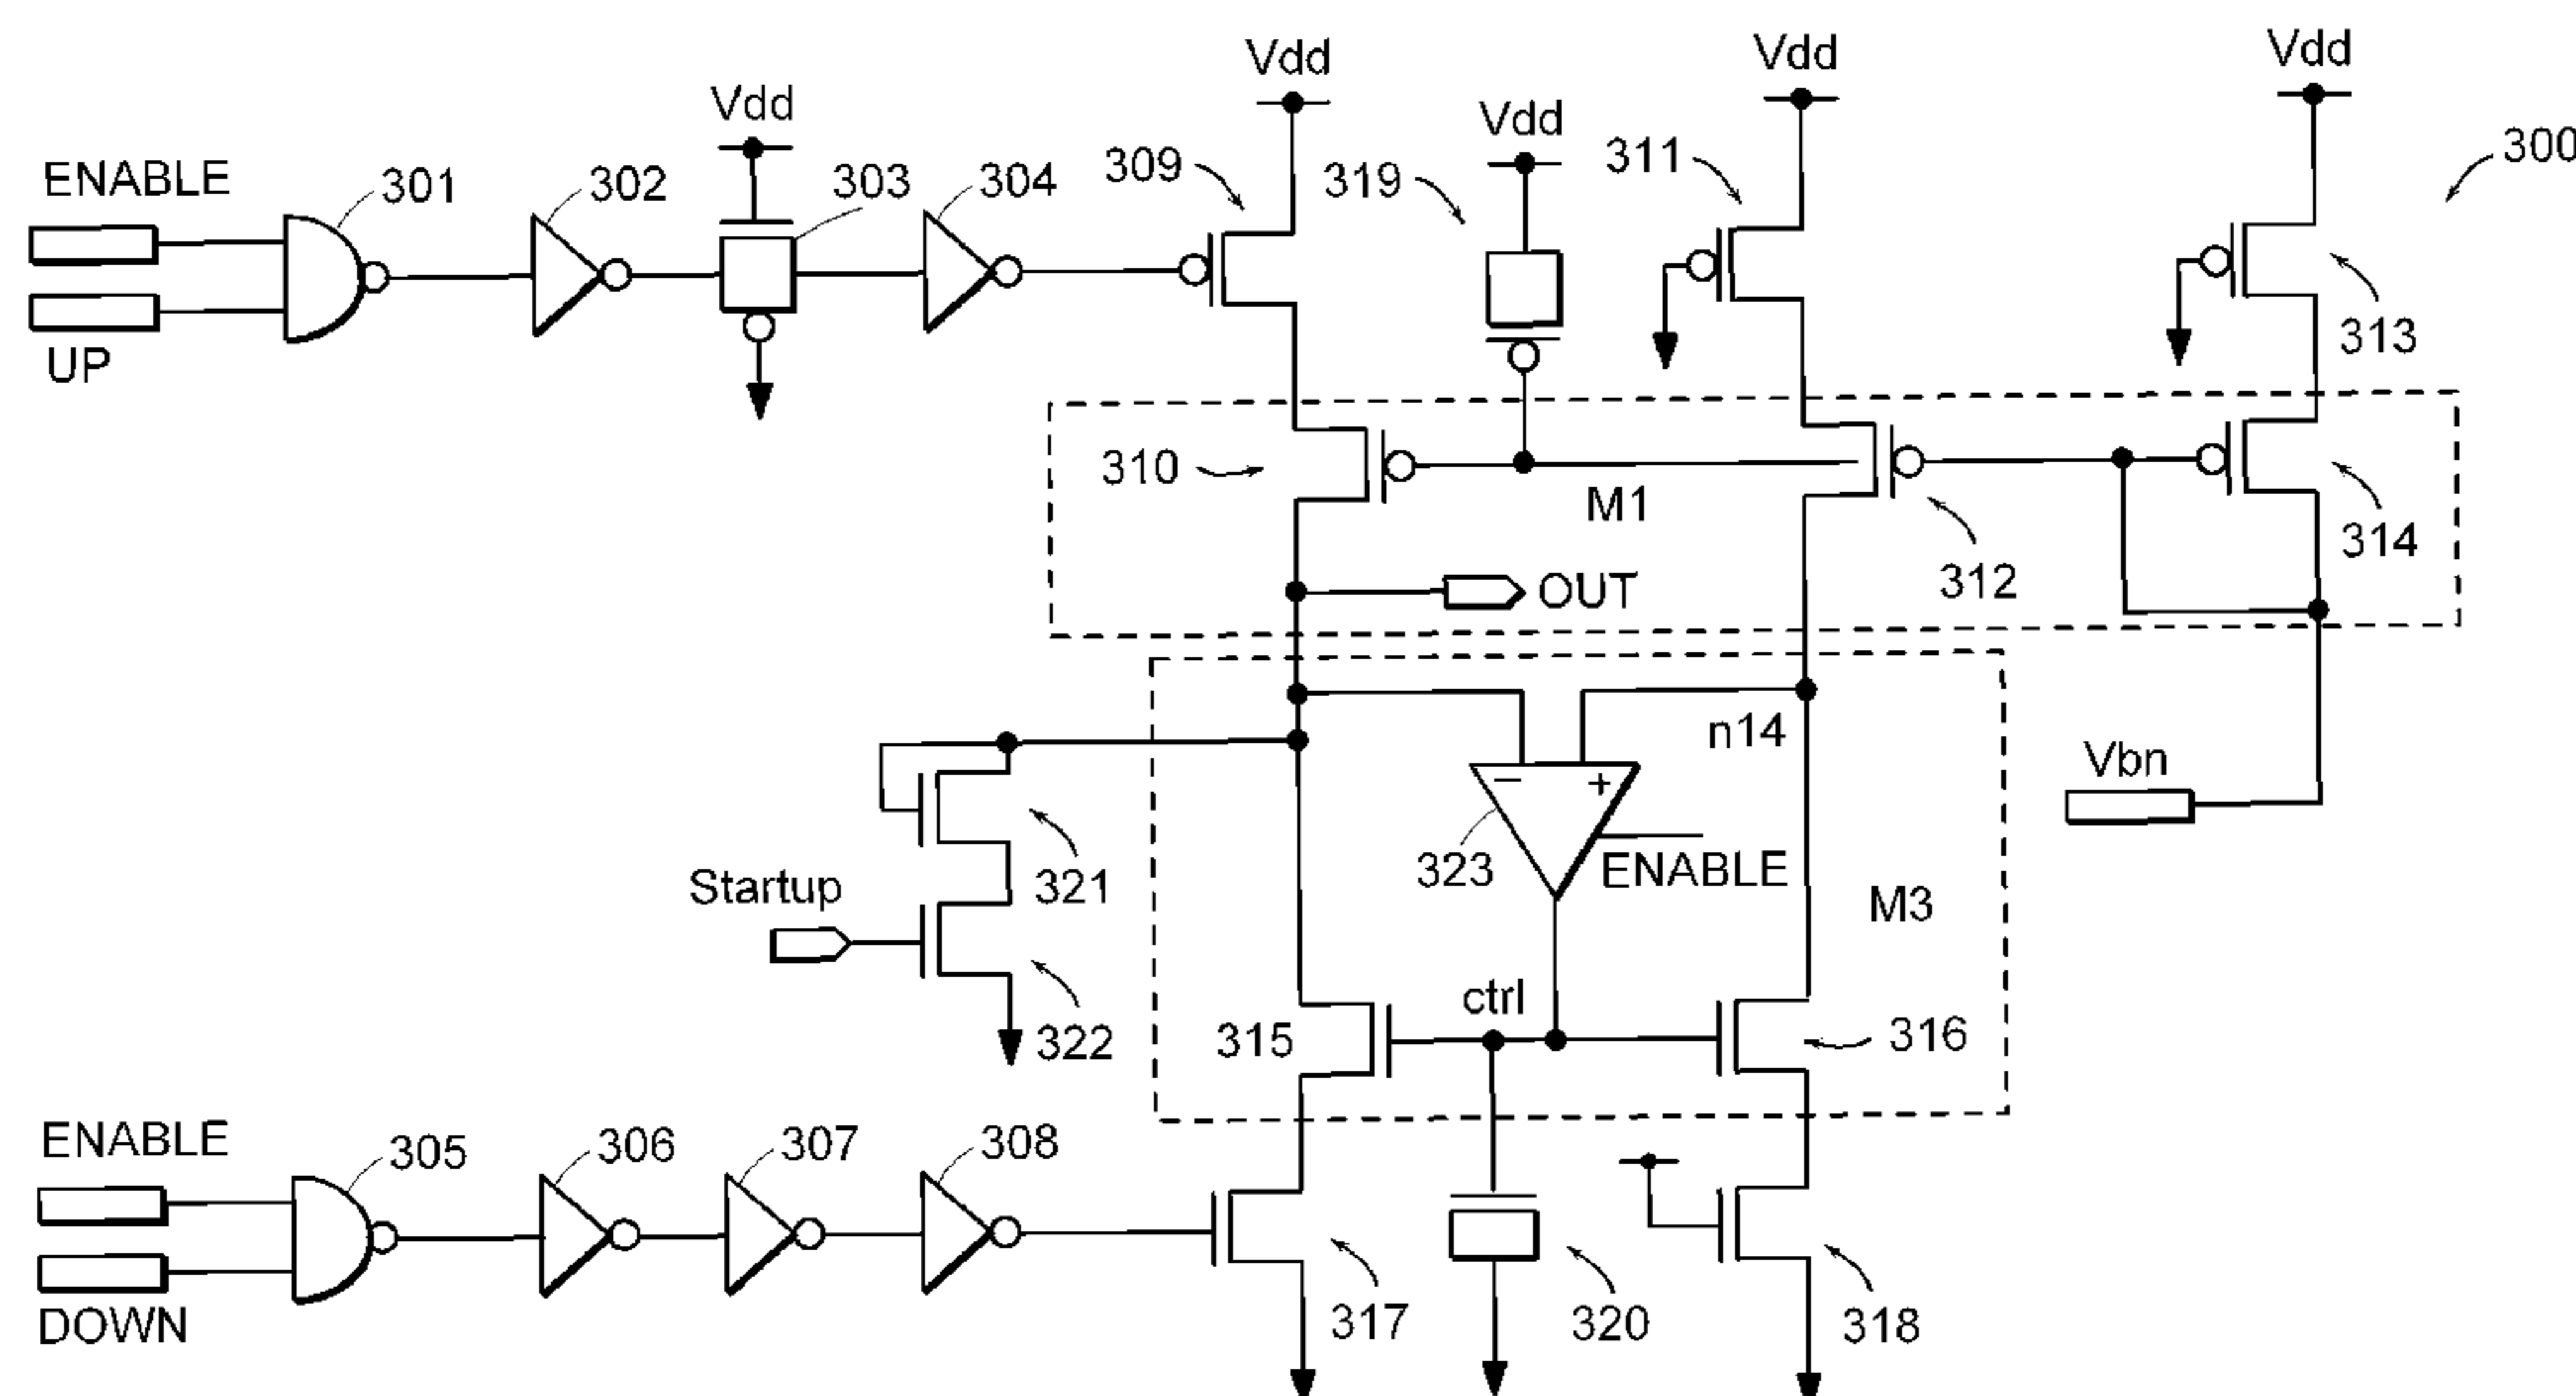 Vdd
Vdd
Vdd
Vdd
Vdd
ENABLE
301
302
303
304
309
319
311
300
UP
313
310
M1
312
314
OUT
n14
Vbn
323
ENABLE
321
Startup
M3
322
ctrl
315
316
ENABLE
305
306
307
308
DOWN
317
320
318
−
+